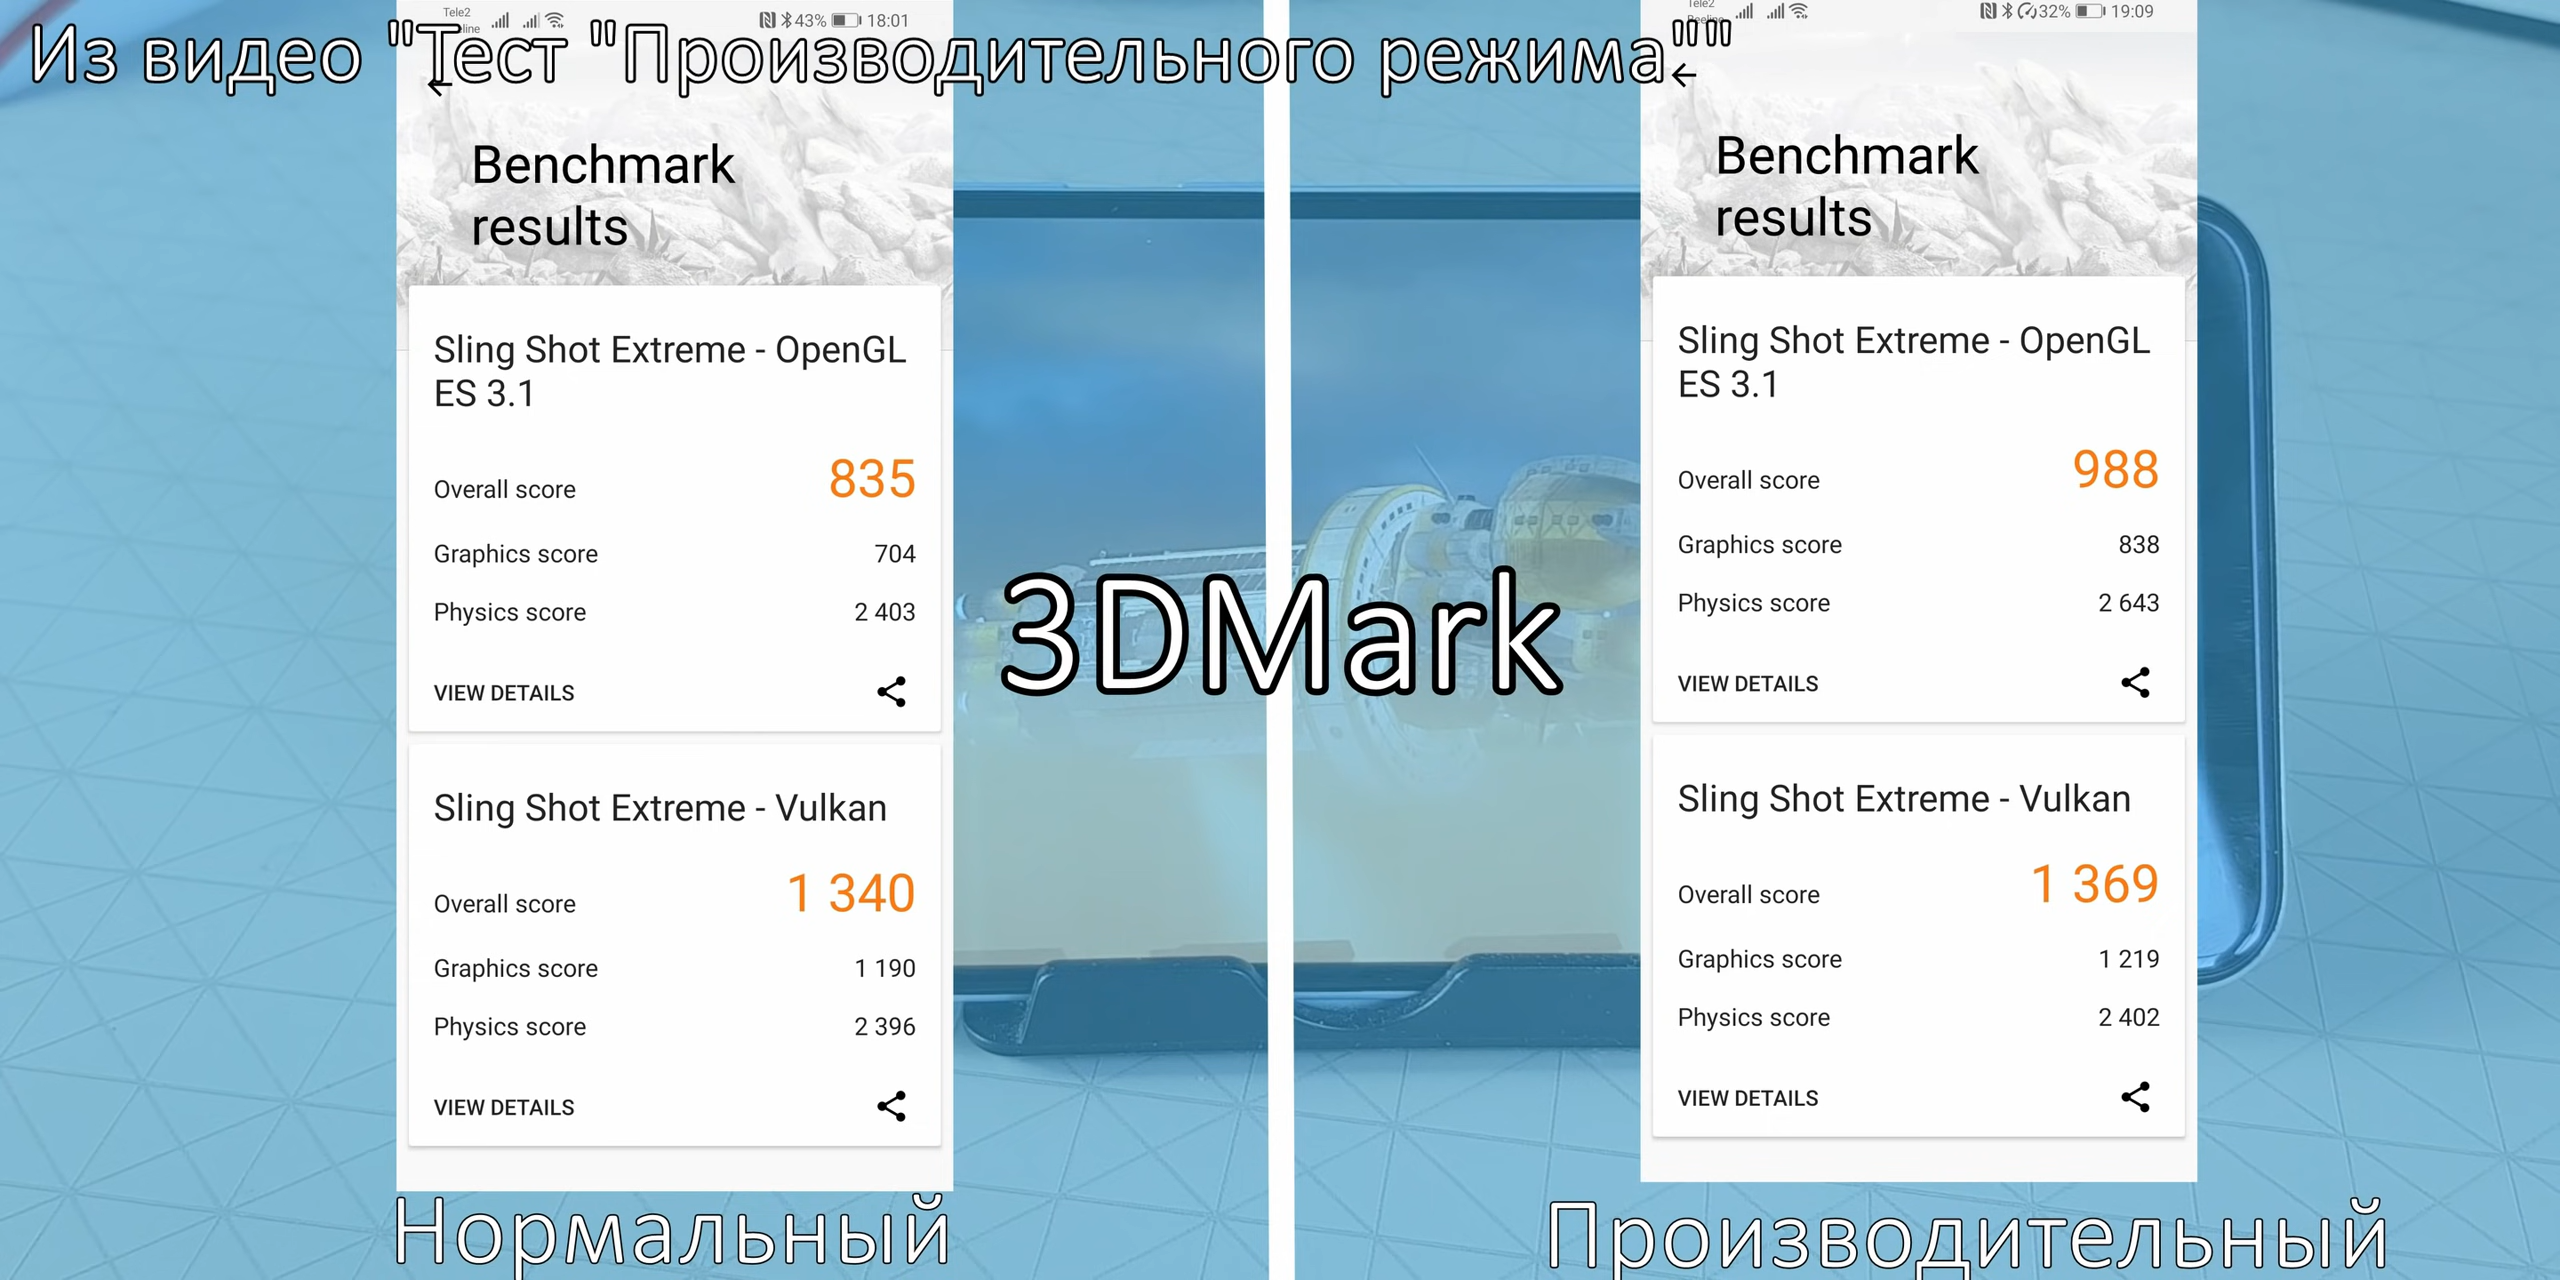 Tele2
43% 18:01
Из видео "Тест "Производительного режима""
Benchmark
results
Sling Shot Extreme - OpenGL
ES 3.1
Overall score 835
Graphics score 704
Physics score 2 403
VIEW DETAILS
Sling Shot Extreme - Vulkan
Overall score 1 340
Graphics score 1 190
Physics score 2 396
VIEW DETAILS
Нормальный
3DMark
Tele2
32% 19:09
Benchmark
results
Sling Shot Extreme - OpenGL
ES 3.1
Overall score 988
Graphics score 838
Physics score 2 643
VIEW DETAILS
Sling Shot Extreme - Vulkan
Overall score 1 369
Graphics score 1 219
Physics score 2 402
VIEW DETAILS
Производительный